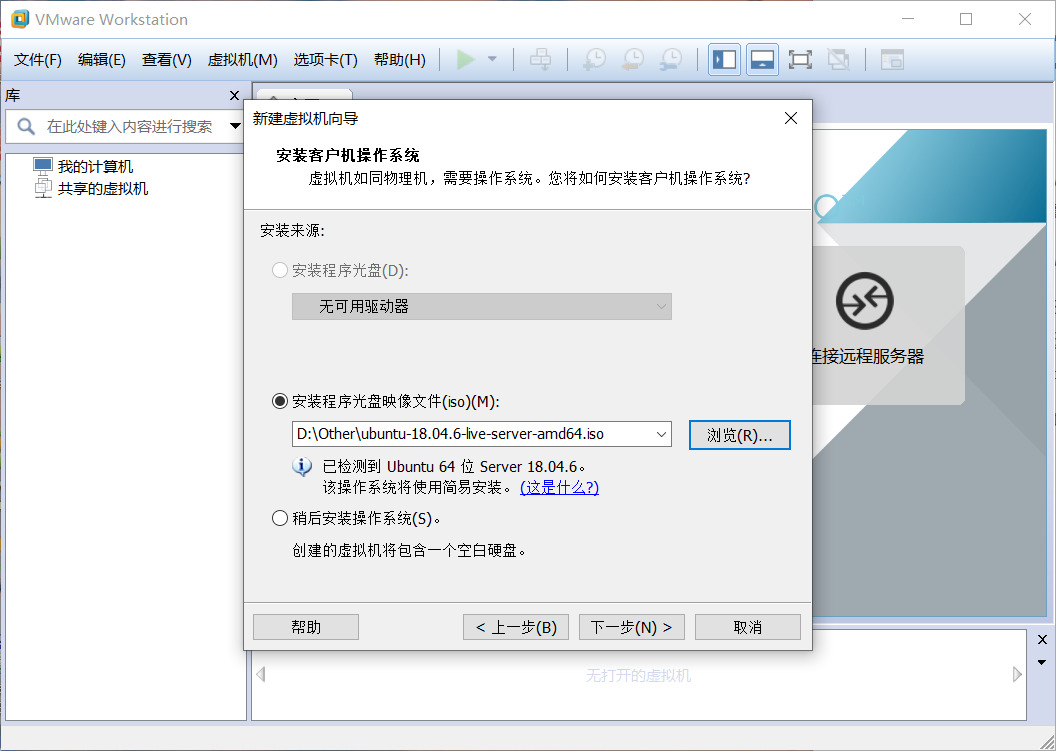 VMware Workstation
文件(F) 编辑(E) 查看(V) 虚拟机(M) 选项卡(T) 帮助(H)
库
在此处键入内容进行搜索
我的计算机
共享的虚拟机
新建虚拟机向导
安装客户机操作系统
虚拟机如同物理机，需要操作系统。您将如何安装客户机操作系统?
安装来源:
安装程序光盘(D):
无可用驱动器
安装程序光盘映像文件(iso)(M):
D:\Other\ubuntu-18.04.6-live-server-amd64.iso
浏览(R)...
已检测到 Ubuntu 64 位 Server 18.04.6。
该操作系统将使用简易安装。 (这是什么?)
稍后安装操作系统(S)。
创建的虚拟机将包含一个空白硬盘。
帮助 < 上一步(B) 下一步(N) > 取消
连接远程服务器
无打开的虚拟机